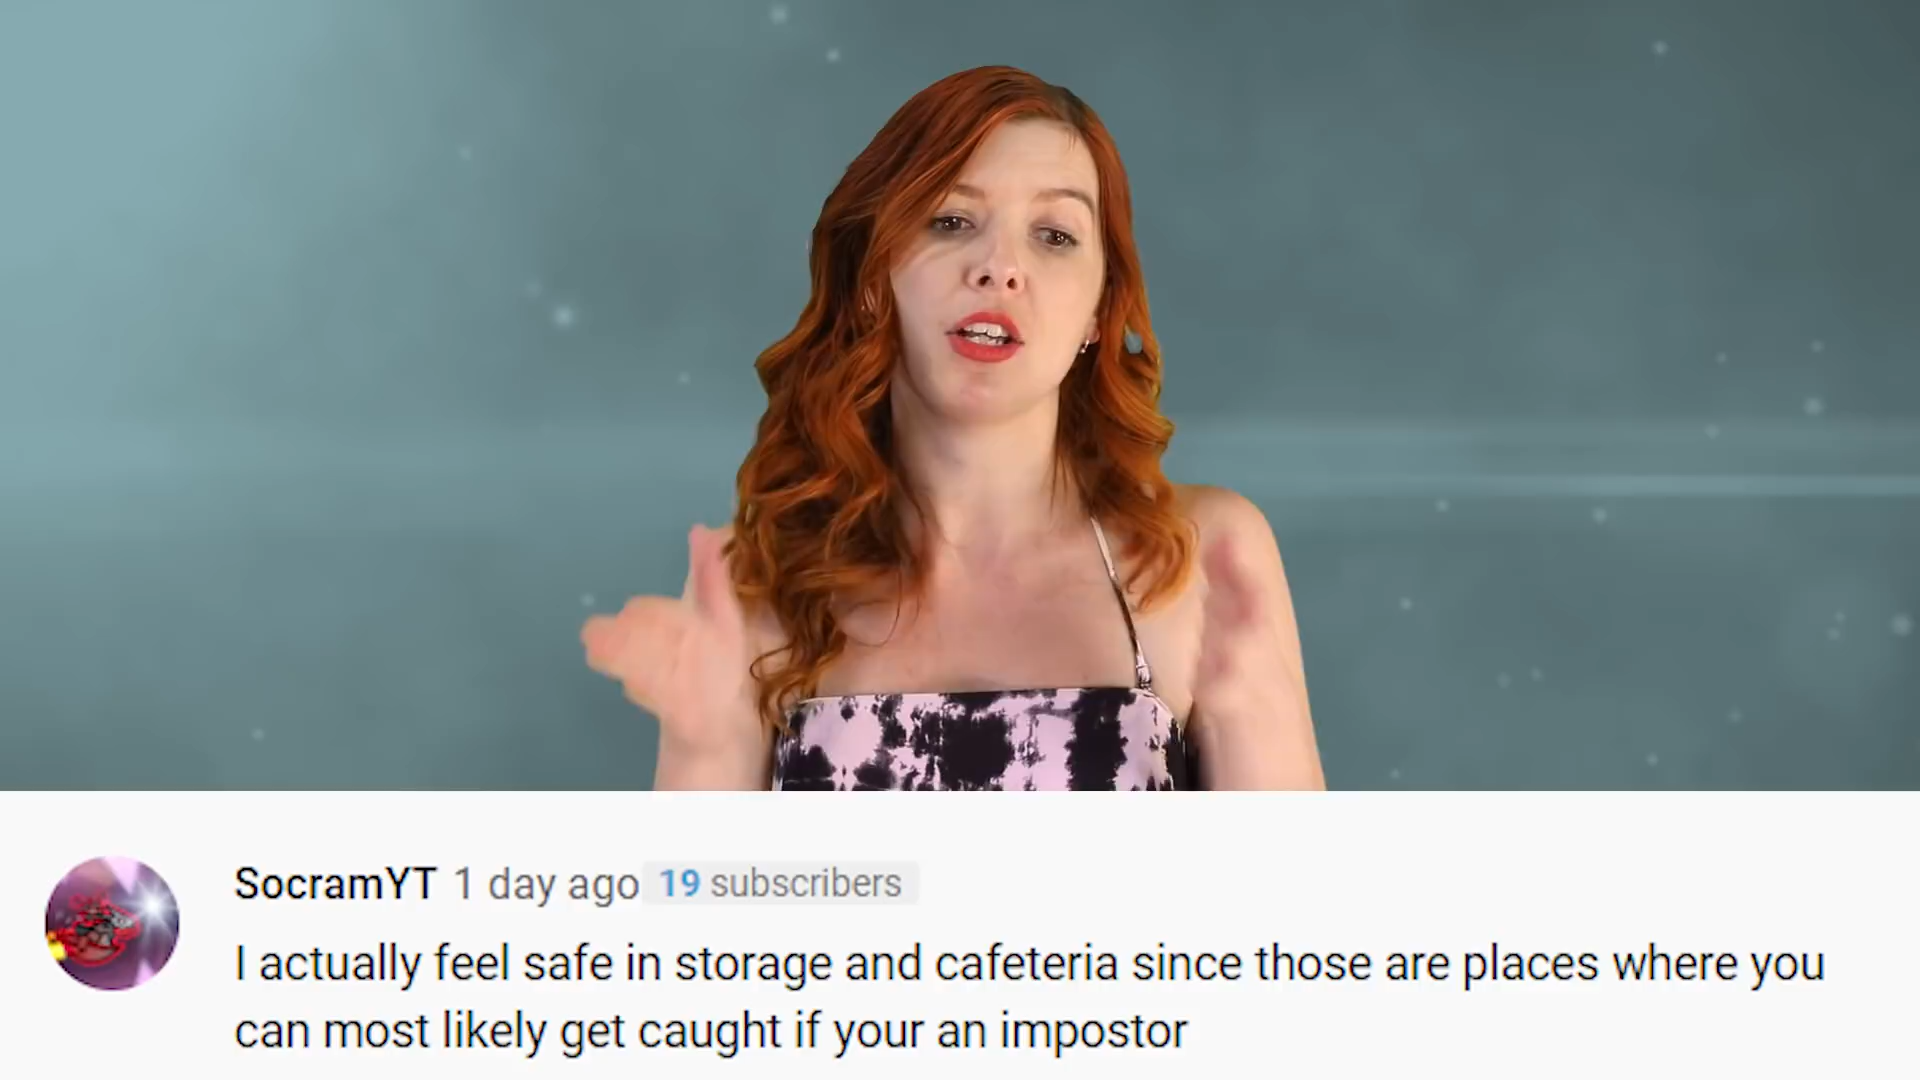 SocramYT 1 day ago 19 subscribers
I actually feel safe in storage and cafeteria since those are places where you
can most likely get caught if your an impostor